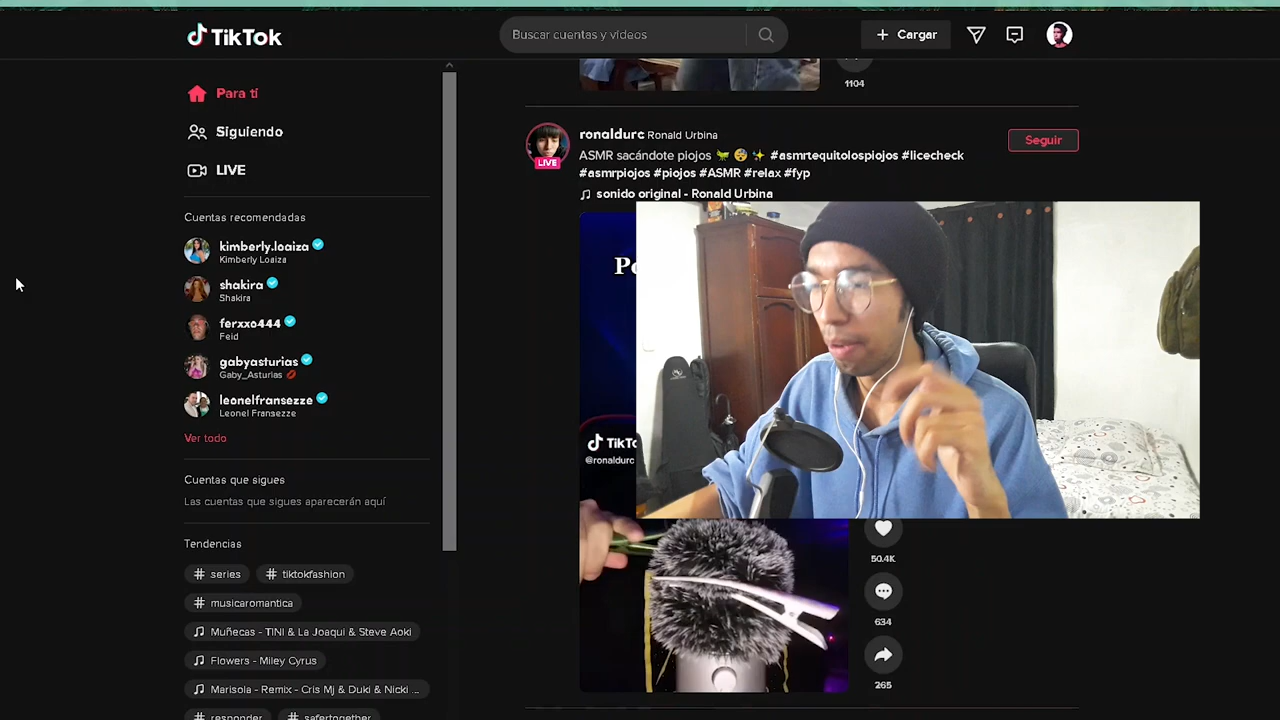 TikTok
Buscar cuentas y vídeos
Cargar
Para ti
Siguiendo
LIVE
Cuentas recomendadas
kimberly.loaiza
Kimberly Loaiza
shakira
Shakira
ferxxo444
Feid
gabyasturias
Gaby_Asturias
leonelfransezze
Leonel Fransezze
Ver todo
Cuentas que sigues
Las cuentas que sigues aparecerán aquí
Tendencias
# series
# tiktokfashion
# musicaromantica
Muñecas - TINI & La Joaqui & Steve Aoki
Flowers - Miley Cyrus
Marisola - Remix - Cris Mj & Duki & Nicki ...
# responder
# safertogether
1104
ronaldurc Ronald Urbina
Seguir
LIVE
ASMR sacándote piojos #asmrtequitolospiojos #licecheck
#asmrpiojos #piojos #ASMR #relax #fyp
sonido original - Ronald Urbina
@ronaldurc
50.4K
634
265